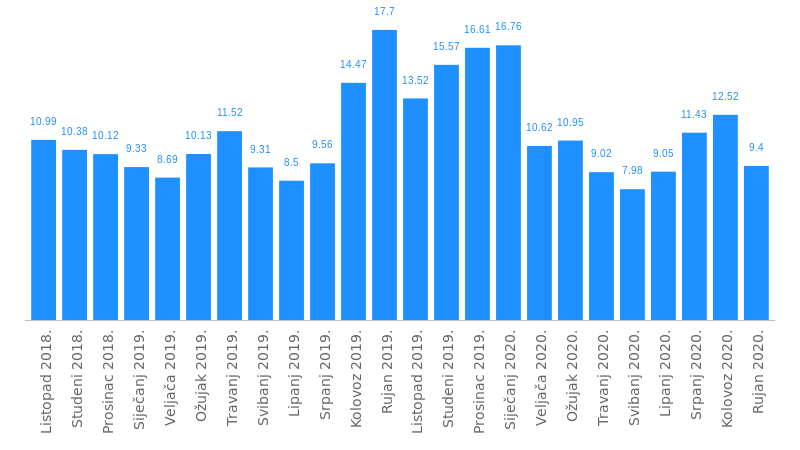 10.99
10.38
10.12
9.33
8.69
10.13
11.52
9.31
8.5
9.56
14.47
17.7
13.52
15.57
16.61
16.76
10.62
10.95
9.02
7.98
9.05
11.43
12.52
9.4
Listopad 2018.
Studeni 2018.
Prosinac 2018.
Siječanj 2019.
Veljača 2019.
Ožujak 2019.
Travanj 2019.
Svibanj 2019.
Lipanj 2019.
Srpanj 2019.
Kolovoz 2019.
Rujan 2019.
Listopad 2019.
Studeni 2019.
Prosinac 2019.
Siječanj 2020.
Veljača 2020.
Ožujak 2020.
Travanj 2020.
Svibanj 2020.
Lipanj 2020.
Srpanj 2020.
Kolovoz 2020.
Rujan 2020.